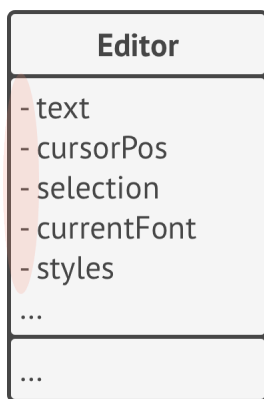 Editor
- text
- cursorPos
- selection
- currentFont
- styles
...
...